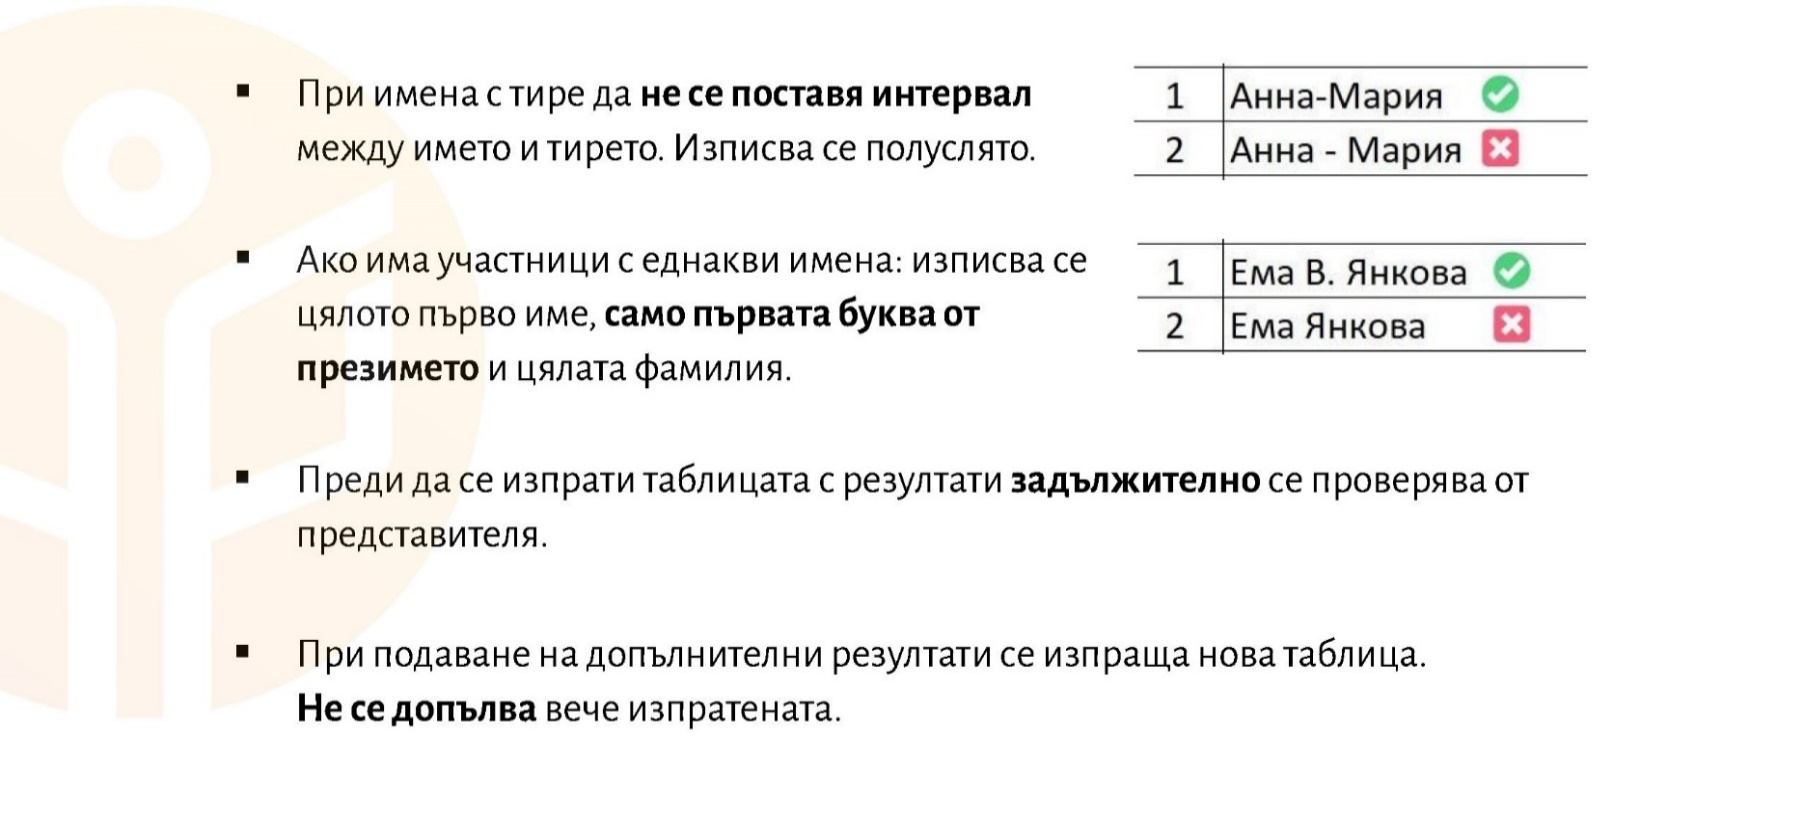 ▪ При имена с тире да не се поставя интервал
между името и тирето. Изписва се полуслято.
1 Анна-Мария ✅
2 Анна - Мария ❌
▪ Ако има участници с еднакви имена: изписва се
цялото първо име, само първата буква от
презимето и цялата фамилия.
1 Ема В. Янкова ✅
2 Ема Янкова ❌
▪ Преди да се изпрати таблицата с резултати задължително се проверява от
представителя.
▪ При подаване на допълнителни резултати се изпраща нова таблица.
Не се допълва вече изпратената.